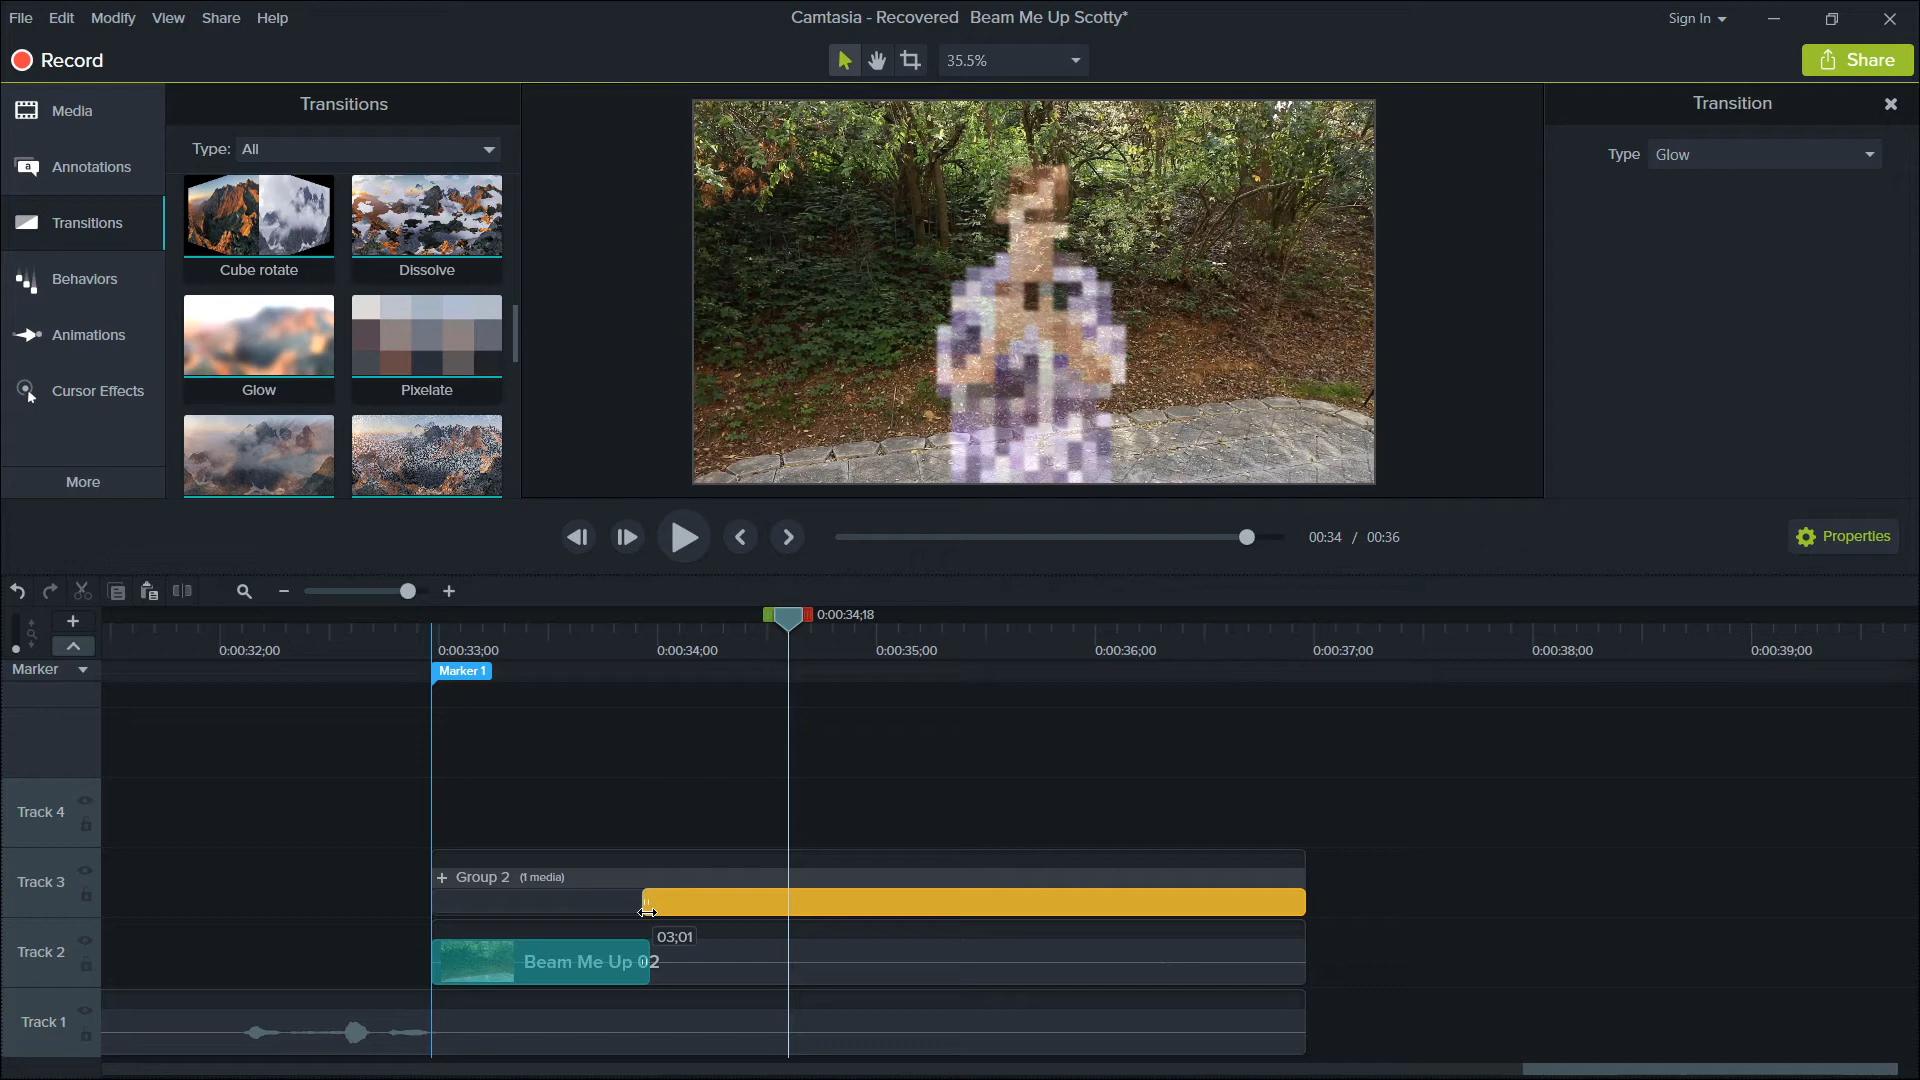 File Edit Modify View Share Help
Camtasia - Recovered Beam Me Up Scotty*
Sign In
Record
35.5%
Share
Media
Annotations
Transitions
Behaviors
Animations
Cursor Effects
More
Transitions
Type: All
Cube rotate
Dissolve
Glow
Pixelate
Transition
Type Glow
00:34 / 00:36
Properties
0:00:34;18
0:00:32;00 0:00:33;00 0:00:34;00 0:00:35;00 0:00:36;00 0:00:37;00 0:00:38;00 0:00:39;00
Marker
Marker 1
Track 4
Track 3
Group 2 (1 media)
03;01
Track 2
Beam Me Up 02
Track 1